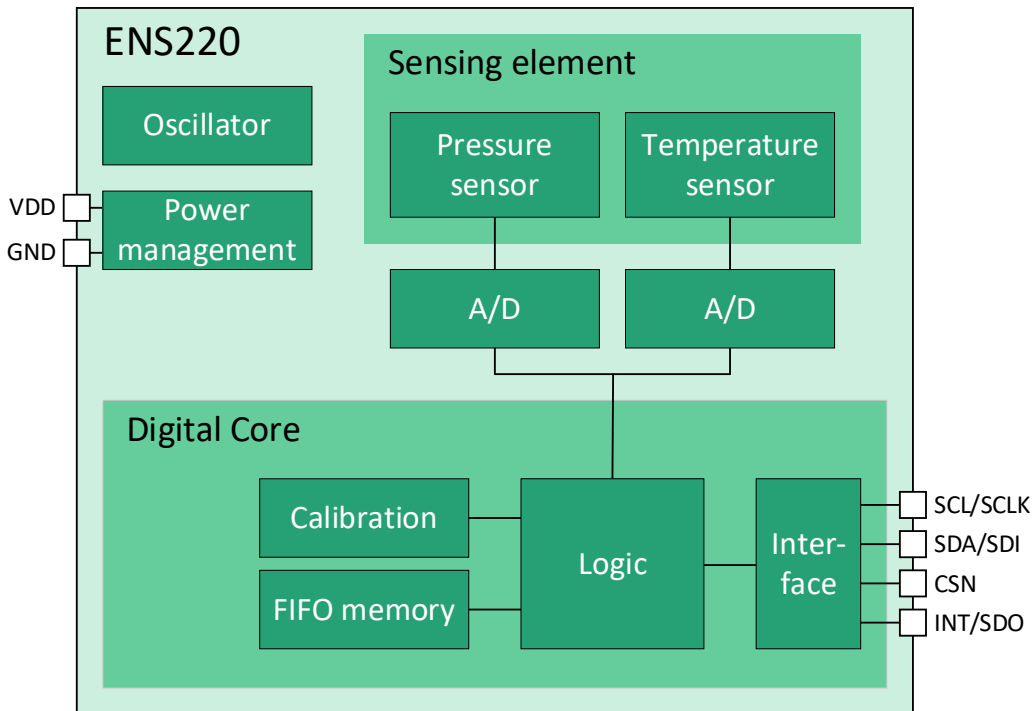 ENS220
Sensing element
Oscillator
Pressure
sensor
Temperature
sensor
VDD
GND
Power
management
A/D
A/D
Digital Core
Calibration
FIFO memory
Logic
Inter-
face
SCL/SCLK
SDA/SDI
CSN
INT/SDO